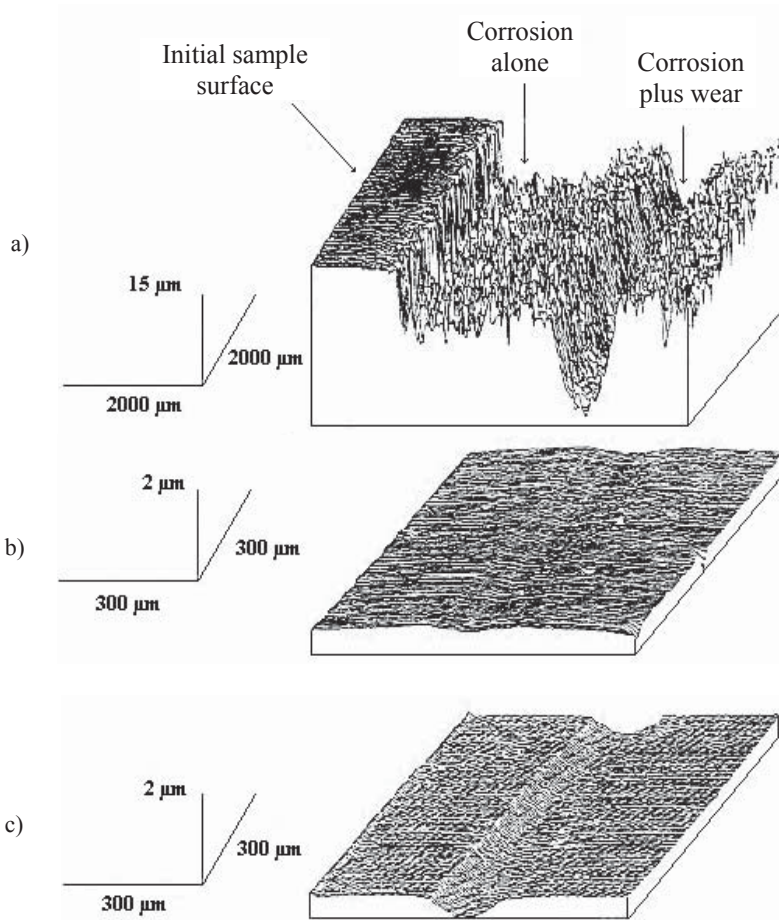 Initial sample
surface
Corrosion
alone
Corrosion
plus wear
a)
15 µm
2000 µm
2000 µm
b)
2 µm
300 µm
300 µm
c)
2 µm
300 µm
300 µm